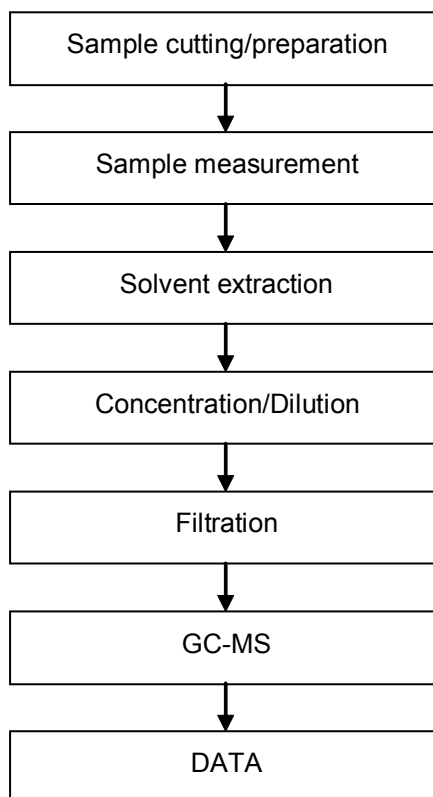 Sample cutting/preparation
Sample measurement
Solvent extraction
Concentration/Dilution
Filtration
GC-MS
DATA